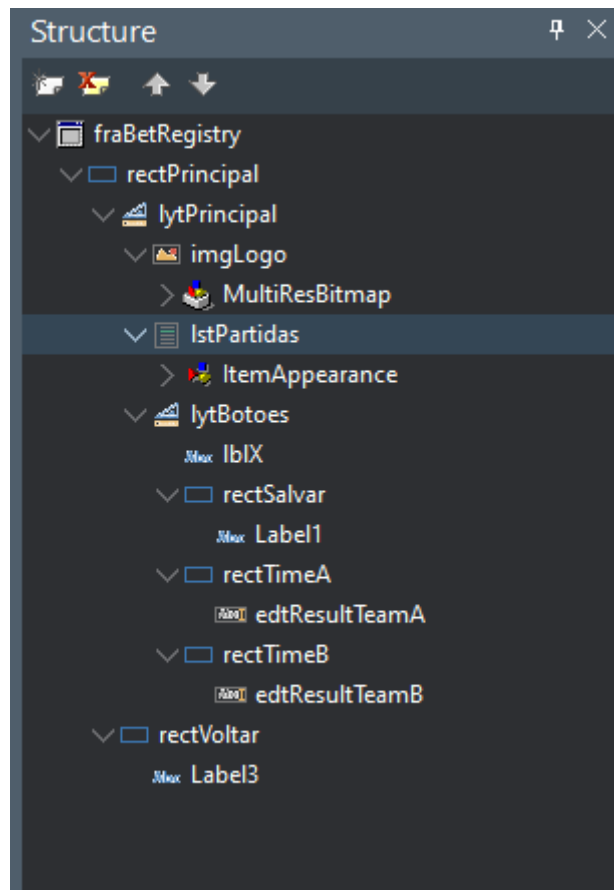 Structure
fraBetRegistry
rectPrincipal
lytPrincipal
imgLogo
MultiResBitmap
lstPartidas
ItemAppearance
lytBotoes
lblX
rectSalvar
Label1
rectTimeA
edtResultTeamA
rectTimeB
edtResultTeamB
rectVoltar
Label3